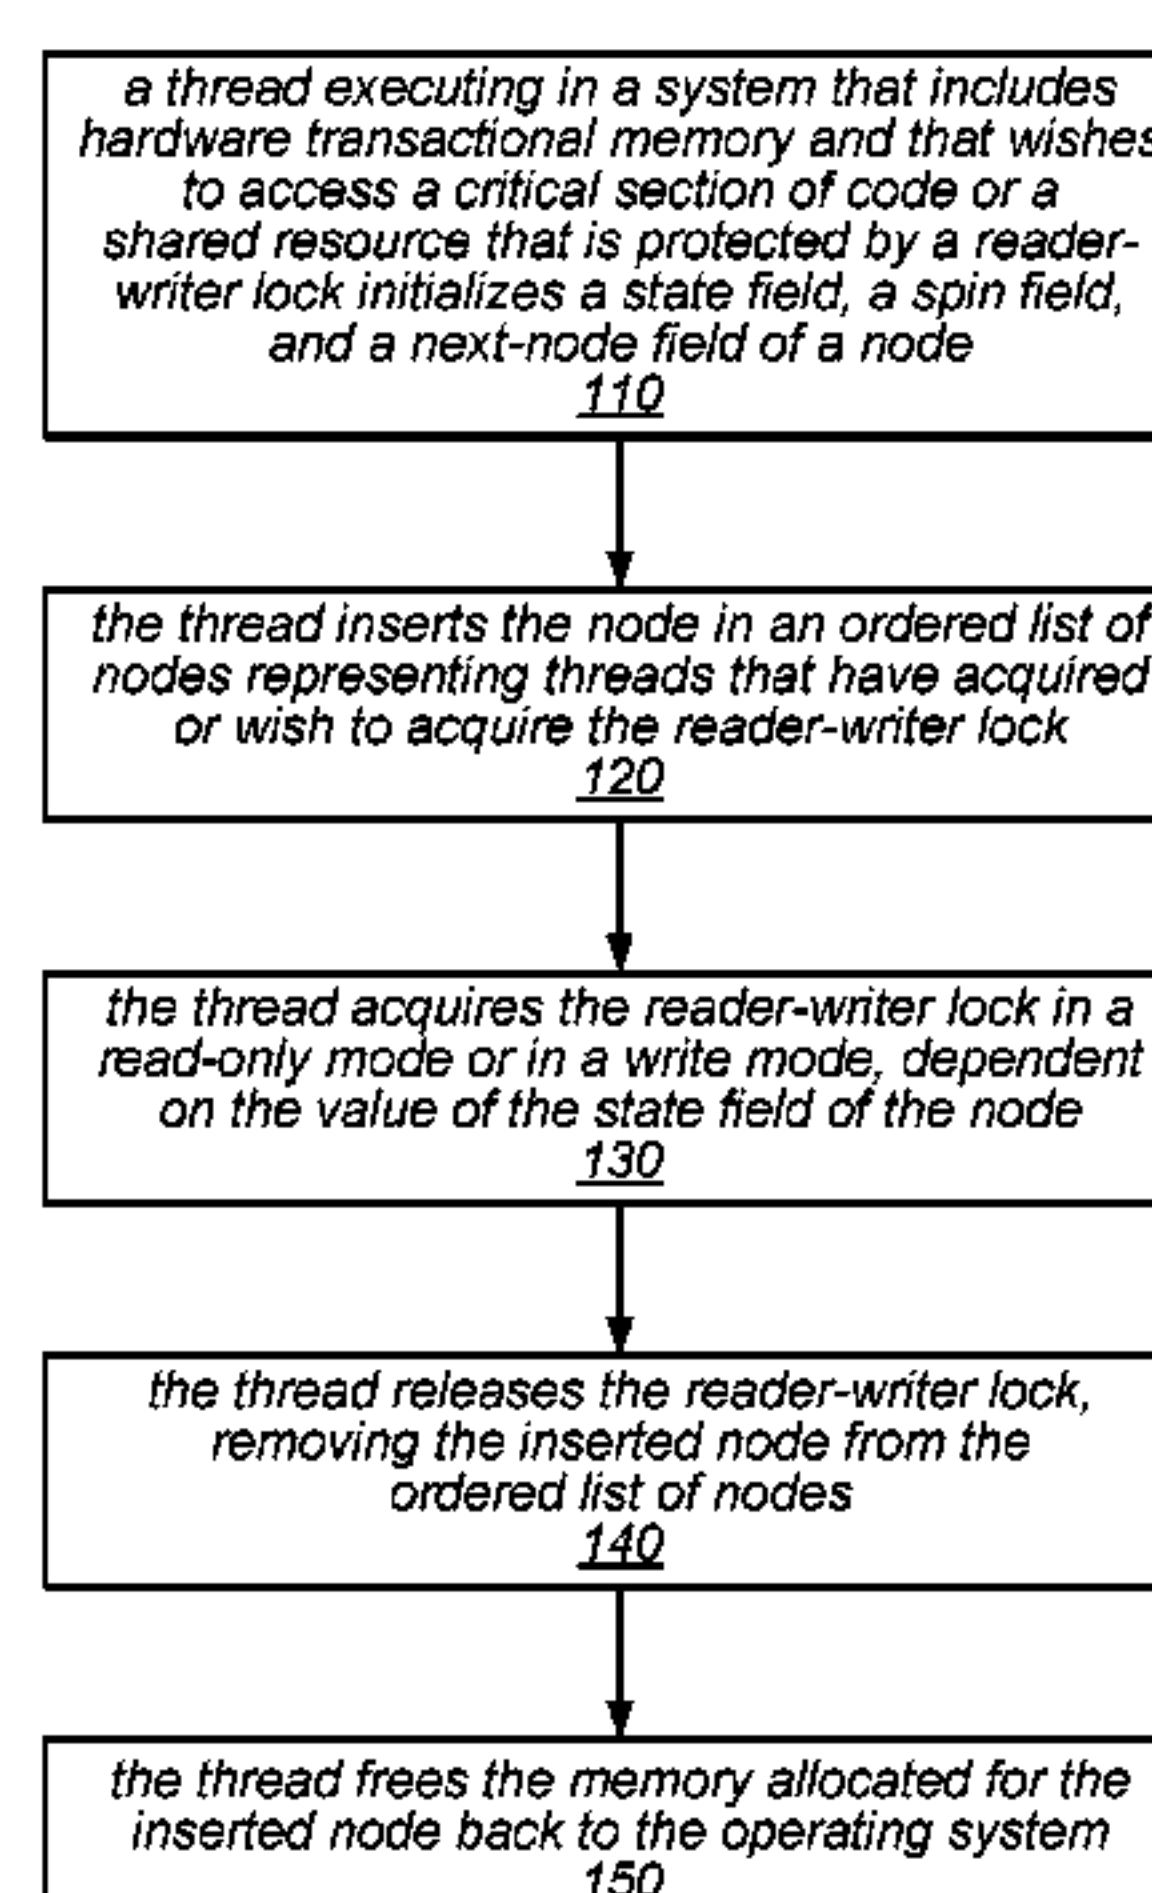 a thread executing in a system that includes
hardware transactional memory and that wishes
to access a critical section of code or a
shared resource that is protected by a reader-
writer lock initializes a state field, a spin field,
and a next-node field of a node
110
the thread inserts the node in an ordered list of
nodes representing threads that have acquired
or wish to acquire the reader-writer lock
120
the thread acquires the reader-writer lock in a
read-only mode or in a write mode, dependent
on the value of the state field of the node
130
the thread releases the reader-writer lock,
removing the inserted node from the
ordered list of nodes
140
the thread frees the memory allocated for the
inserted node back to the operating system
150